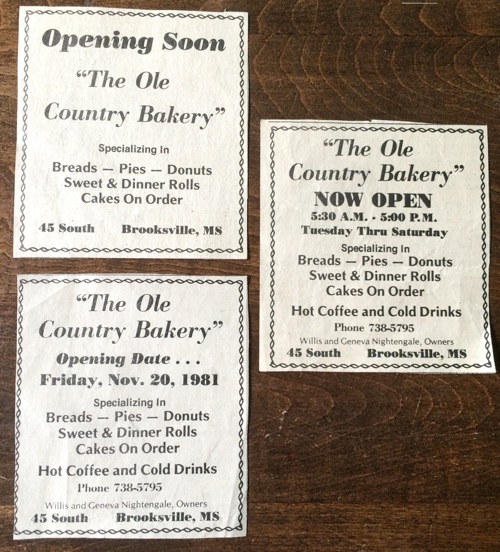 Opening Soon
"The Ole
Country Bakery"
Specializing In
Breads — Pies — Donuts
Sweet & Dinner Rolls
Cakes On Order
45 South Brooksville, MS
"The Ole
Country Bakery"
Opening Date . . .
Friday, Nov. 20, 1981
Specializing In
Breads — Pies — Donuts
Sweet & Dinner Rolls
Cakes On Order
Hot Coffee and Cold Drinks
Phone 738-5795
Willis and Geneva Nightengale, Owners
45 South Brooksville, MS
"The Ole
Country Bakery"
NOW OPEN
5:30 A.M. - 5:00 P.M.
Tuesday Thru Saturday
Specializing In
Breads — Pies — Donuts
Sweet & Dinner Rolls
Cakes On Order
Hot Coffee and Cold Drinks
Phone 738-5795
Willis and Geneva Nightengale, Owners
45 South Brooksville, MS